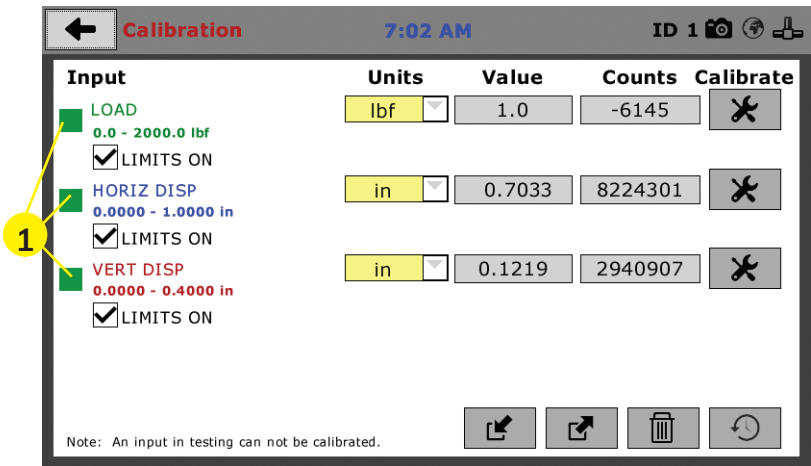 Calibration 7:02 AM ID 1
Input Units Value Counts Calibrate
LOAD lbf 1.0 -6145
0.0 - 2000.0 lbf
LIMITS ON
HORIZ DISP in 0.7033 8224301
0.0000 - 1.0000 in
LIMITS ON
1
VERT DISP in 0.1219 2940907
0.0000 - 0.4000 in
LIMITS ON
Note: An input in testing can not be calibrated.